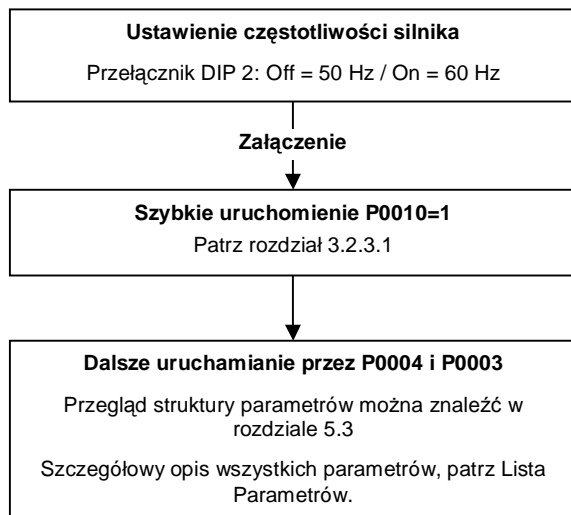 Ustawienie częstotliwości silnika
Przełącznik DIP 2: Off = 50 Hz / On = 60 Hz
Załączenie
Szybkie uruchomienie P0010=1
Patrz rozdział 3.2.3.1
Dalsze uruchamianie przez P0004 i P0003
Przegląd struktury parametrów można znaleźć w
rozdziale 5.3
Szczegółowy opis wszystkich parametrów, patrz Lista
Parametrów.